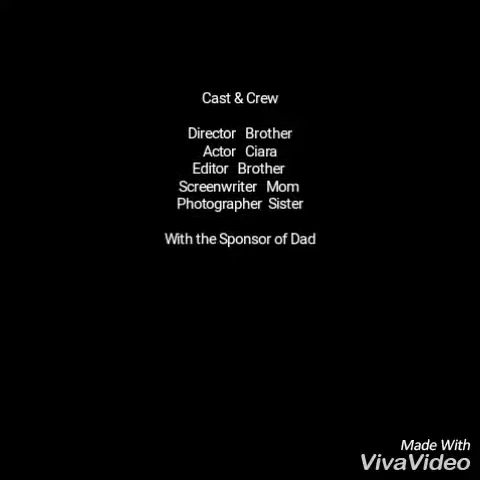 Cast & Crew
Director Brother
Actor Ciara
Editor Brother
Screenwriter Mom
Photographer Sister
With the Sponsor of Dad
Made With
VivaVideo